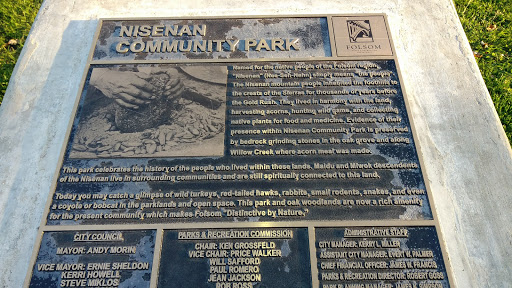 NISENAN
COMMUNITY PARK
FOLSOM
Named for the native people of the Folsom region,
"Nisenan" (Nee-Seh-Nahn) simply means "the people".
The Nisenan mountain people inhabited the foothills to
the crests of the Sierras for thousands of years before
the Gold Rush. They lived in harmony with the land,
harvesting acorns, hunting wild game, and collecting
native plants for food and medicine. Evidence of their
presence within Nisenan Community Park is preserved
by bedrock grinding stones in the oak grove and along
Willow Creek where acorn meat was made.
This park celebrates the history of the people who lived within these lands. Maidu and Miwok descendents
of the Nisenan live in surrounding communities and are still spiritually connected to this land.
Today you may catch a glimpse of wild turkeys, red-tailed hawks, rabbits, small rodents, snakes, and even
a coyote or bobcat in the parklands and open space. This park and oak woodlands are now a rich amenity
for the present community which makes Folsom "Distinctive by Nature."
CITY COUNCIL
MAYOR: ANDY MORIN
VICE MAYOR: ERNIE SHELDON
KERRI HOWELL
STEVE MIKLOS
PARKS & RECREATION COMMISSION
CHAIR: KEN GROSSFELD
VICE CHAIR: PRICE WALKER
WILL SAFFORD
PAUL ROMERO
JEAN JACKSON
BOB ROSS
ADMINISTRATIVE STAFF
CITY MANAGER: KERRY L. MILLER
ASSISTANT CITY MANAGER: EVERT W. PALMER
CHIEF FINANCIAL OFFICER: JAMES W. FRANCIS
PARKS & RECREATION DIRECTOR: ROBERT GOSS